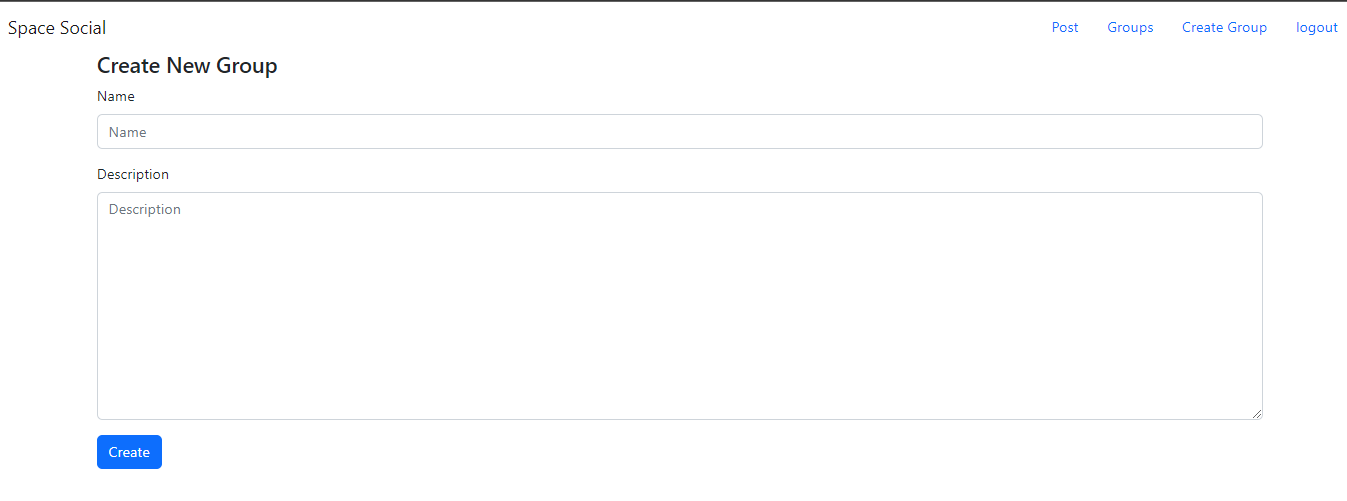 Space Social Post Groups Create Group logout
Create New Group
Name
Name
Description
Description
Create